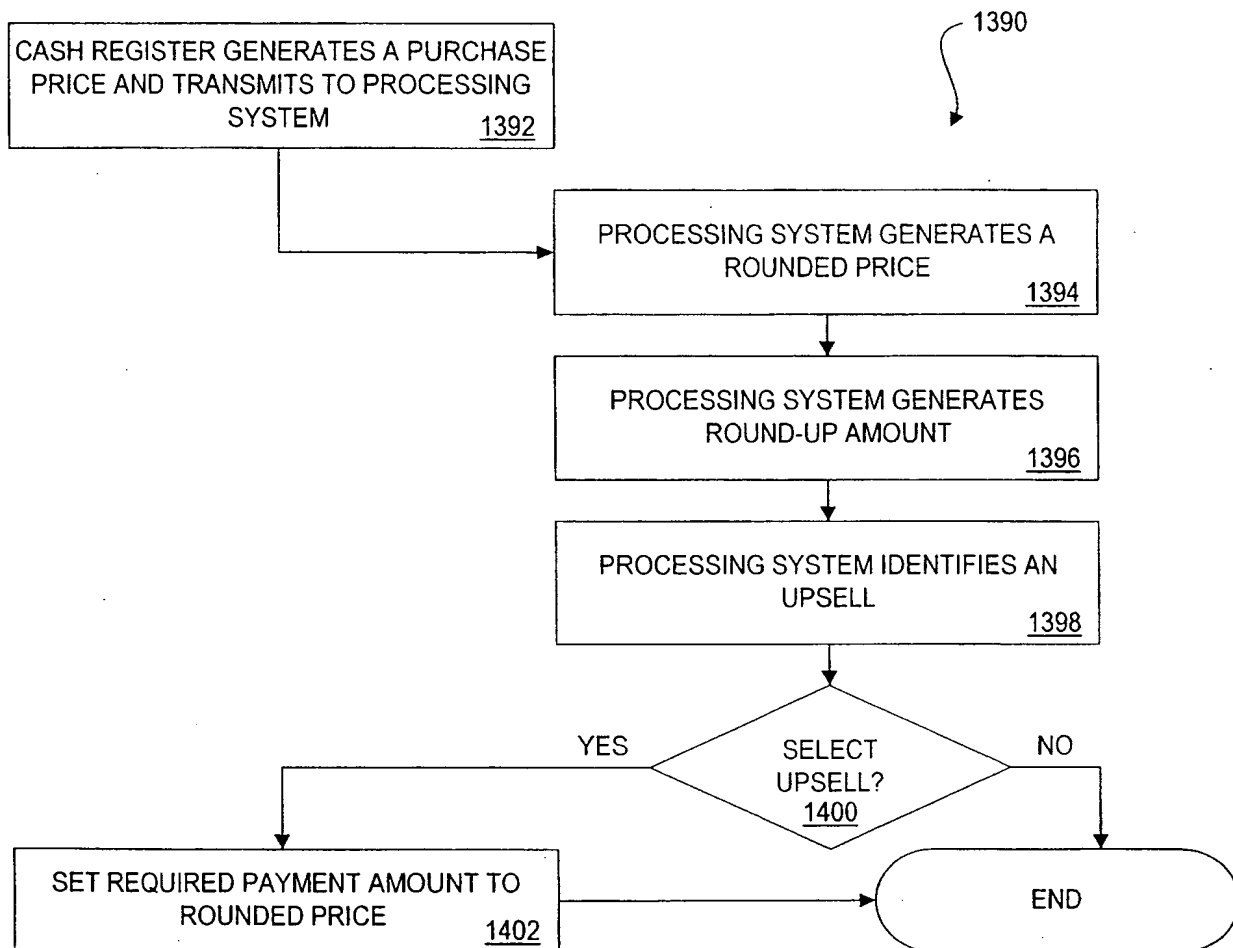 1390
CASH REGISTER GENERATES A PURCHASE
PRICE AND TRANSMITS TO PROCESSING
SYSTEM
1392
PROCESSING SYSTEM GENERATES A
ROUNDED PRICE
1394
PROCESSING SYSTEM GENERATES
ROUND-UP AMOUNT
1396
PROCESSING SYSTEM IDENTIFIES AN
UPSELL
1398
SELECT
UPSELL?
1400
YES
NO
SET REQUIRED PAYMENT AMOUNT TO
ROUNDED PRICE
1402
END